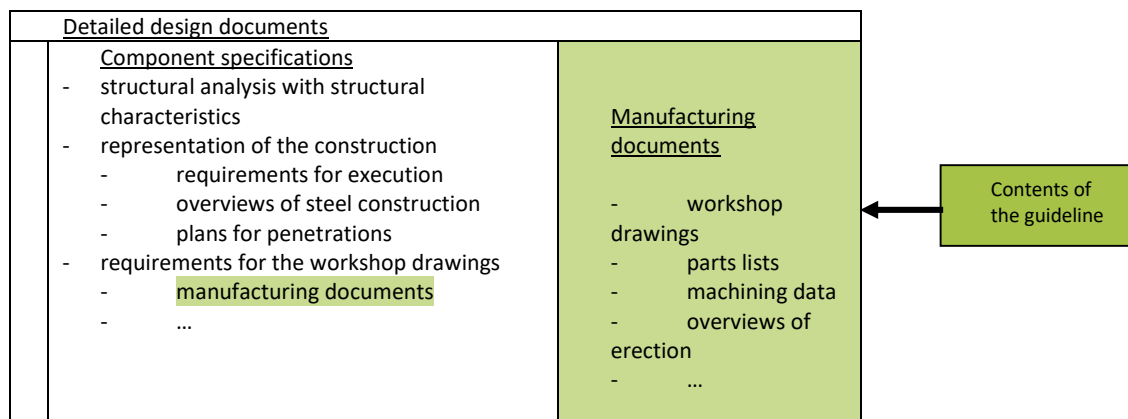 Detailed design documents
Component specifications
- structural analysis with structural
characteristics
- representation of the construction
- requirements for execution
- overviews of steel construction
- plans for penetrations
- requirements for the workshop drawings
- manufacturing documents
- …
Manufacturing
documents
- workshop
drawings
- parts lists
- machining data
- overviews of
erection
- …
Contents of
the guideline